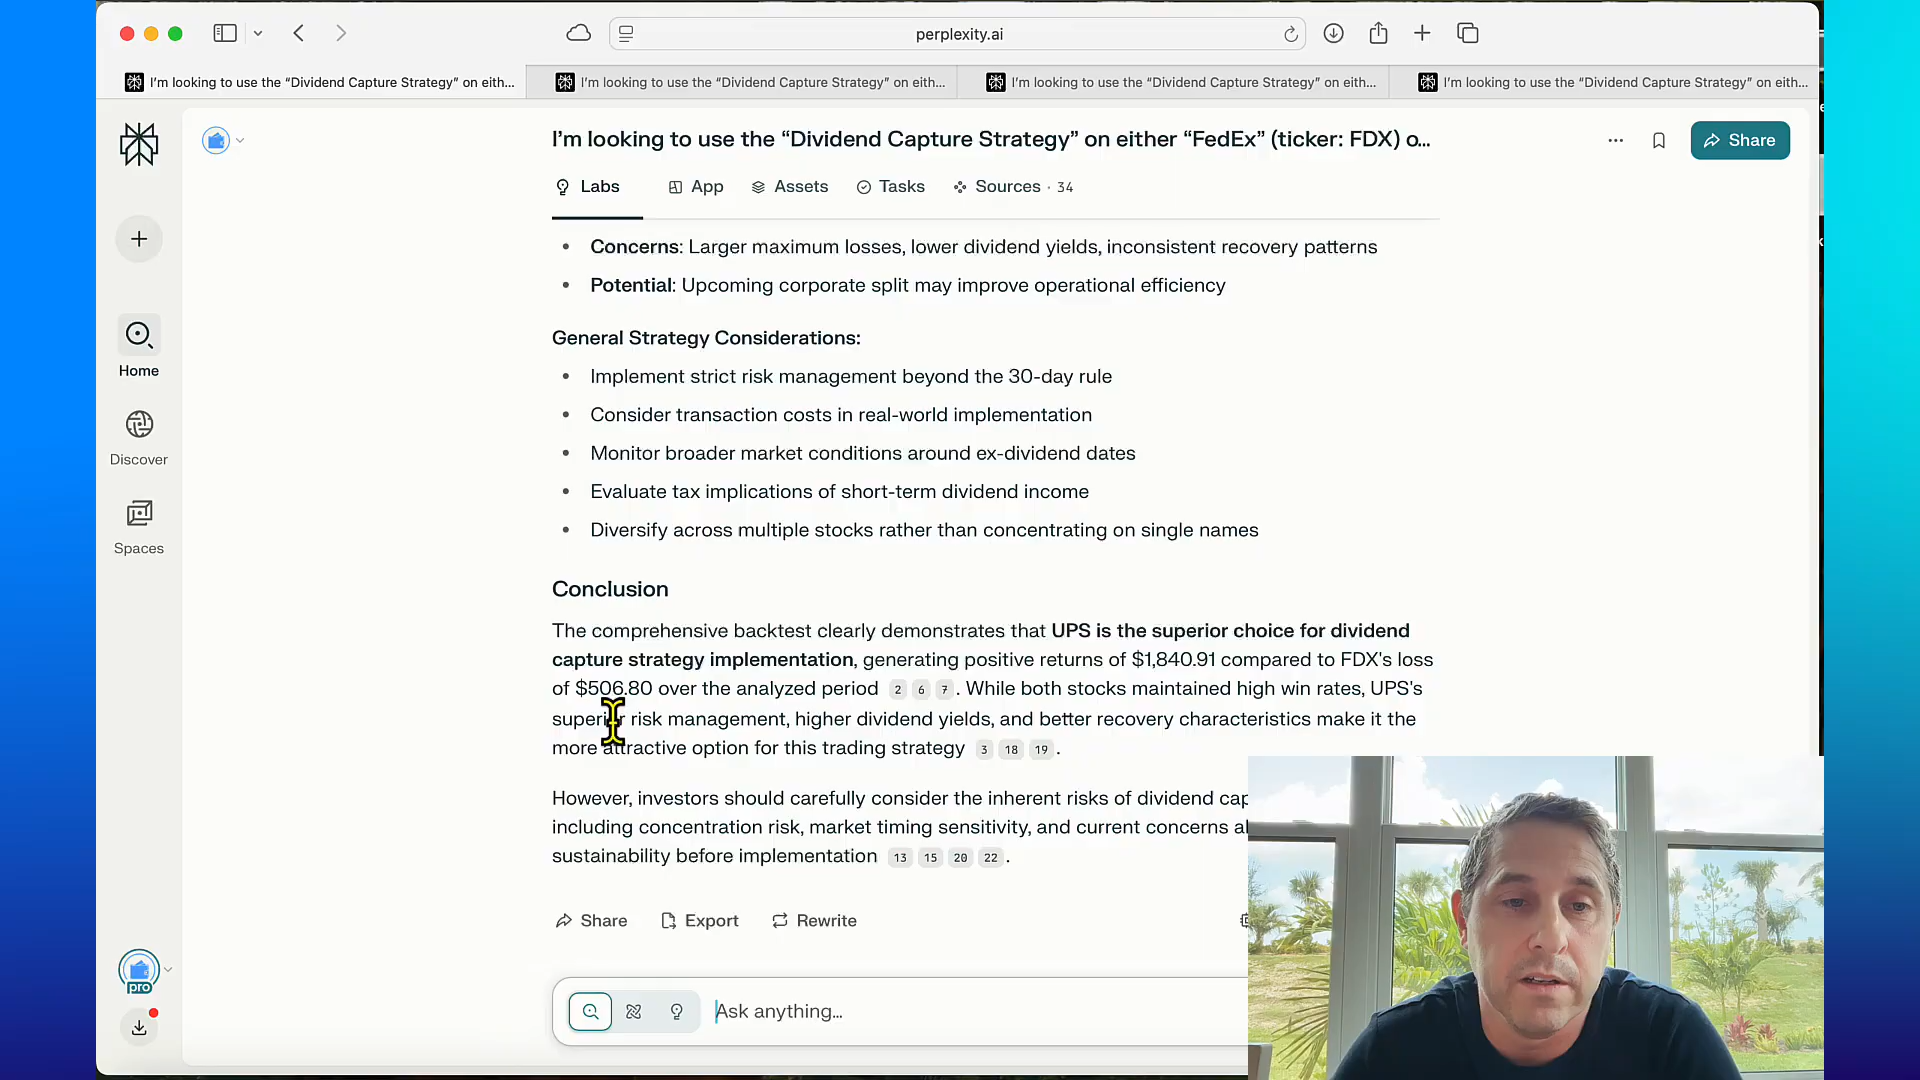 perplexity.ai
I'm looking to use the “Dividend Capture Strategy” on eith...
I'm looking to use the “Dividend Capture Strategy” on eith...
I'm looking to use the “Dividend Capture Strategy” on eith...
I'm looking to use the “Dividend Capture Strategy” on eith...
I'm looking to use the “Dividend Capture Strategy” on either “FedEx” (ticker: FDX) o...
Share
Labs
App
Assets
Tasks
Sources · 34
Home
Discover
Spaces
pro
• Concerns: Larger maximum losses, lower dividend yields, inconsistent recovery patterns
• Potential: Upcoming corporate split may improve operational efficiency
General Strategy Considerations:
• Implement strict risk management beyond the 30-day rule
• Consider transaction costs in real-world implementation
• Monitor broader market conditions around ex-dividend dates
• Evaluate tax implications of short-term dividend income
• Diversify across multiple stocks rather than concentrating on single names
Conclusion
The comprehensive backtest clearly demonstrates that UPS is the superior choice for dividend
capture strategy implementation, generating positive returns of $1,840.91 compared to FDX's loss
of $506.80 over the analyzed period 2 6 7 . While both stocks maintained high win rates, UPS's
superior risk management, higher dividend yields, and better recovery characteristics make it the
more attractive option for this trading strategy 3 18 19 .
However, investors should carefully consider the inherent risks of dividend cap
including concentration risk, market timing sensitivity, and current concerns a
sustainability before implementation 13 15 20 22 .
Share
Export
Rewrite
Ask anything...